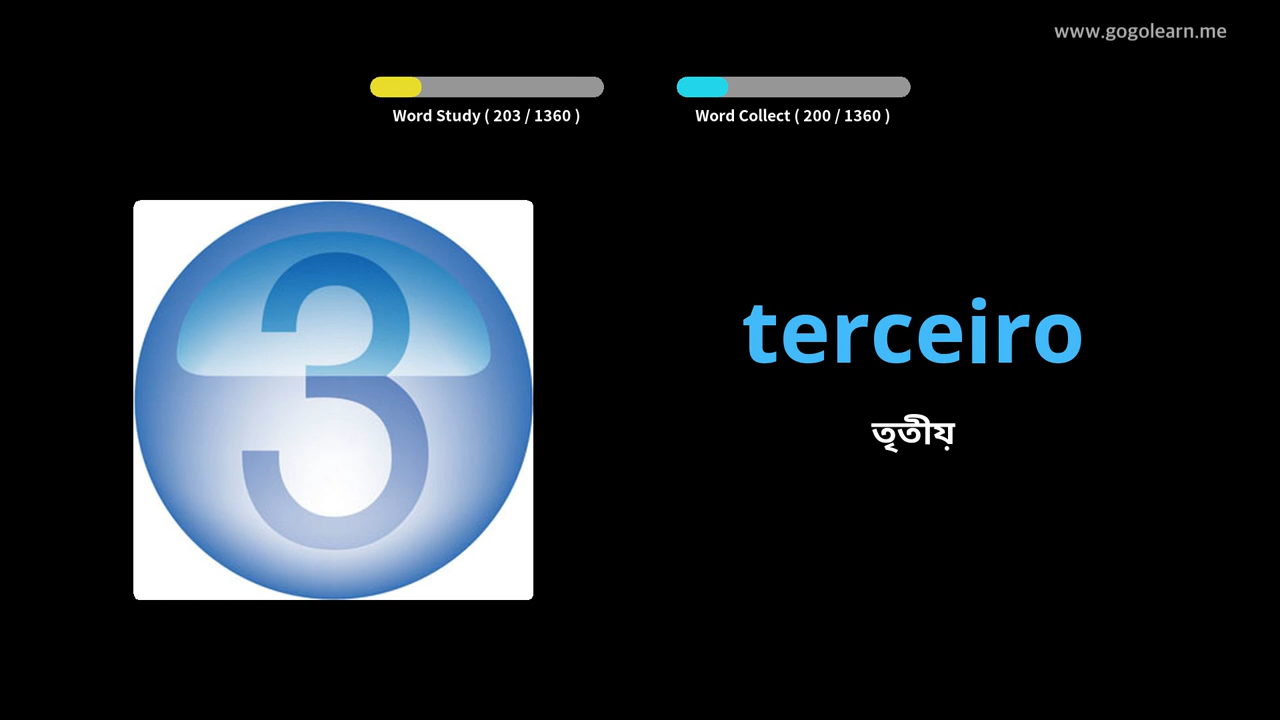 www.gogolearn.me
Word Study ( 203 / 1360 )
Word Collect ( 200 / 1360 )
3
terceiro
তৃতীয়